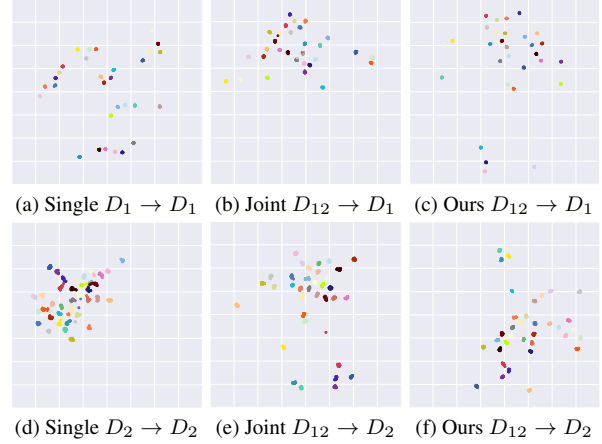 (a) Single D₁ → D₁ (b) Joint D₁₂ → D₁ (c) Ours D₁₂ → D₁
(d) Single D₂ → D₂ (e) Joint D₁₂ → D₂ (f) Ours D₁₂ → D₂